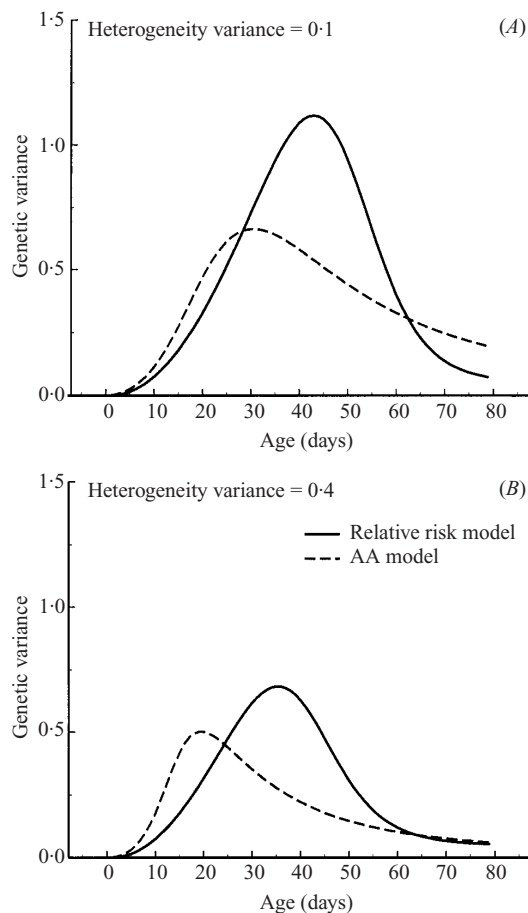 1·5
Heterogeneity variance = 0·1
(A)
1·0
Genetic variance
0·5
0·0
0 10 20 30 40 50 60 70 80
Age (days)
1·5
Heterogeneity variance = 0·4
(B)
Relative risk model
AA model
1·0
Genetic variance
0·5
0·0
0 10 20 30 40 50 60 70 80
Age (days)